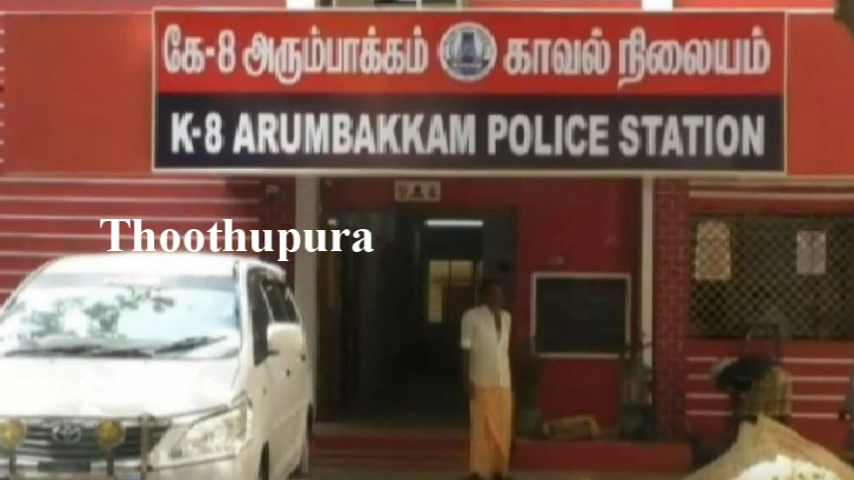 கே-8 அரும்பாக்கம் காவல் நிலையம்
K-8 ARUMBAKKAM POLICE STATION
Thoothupura